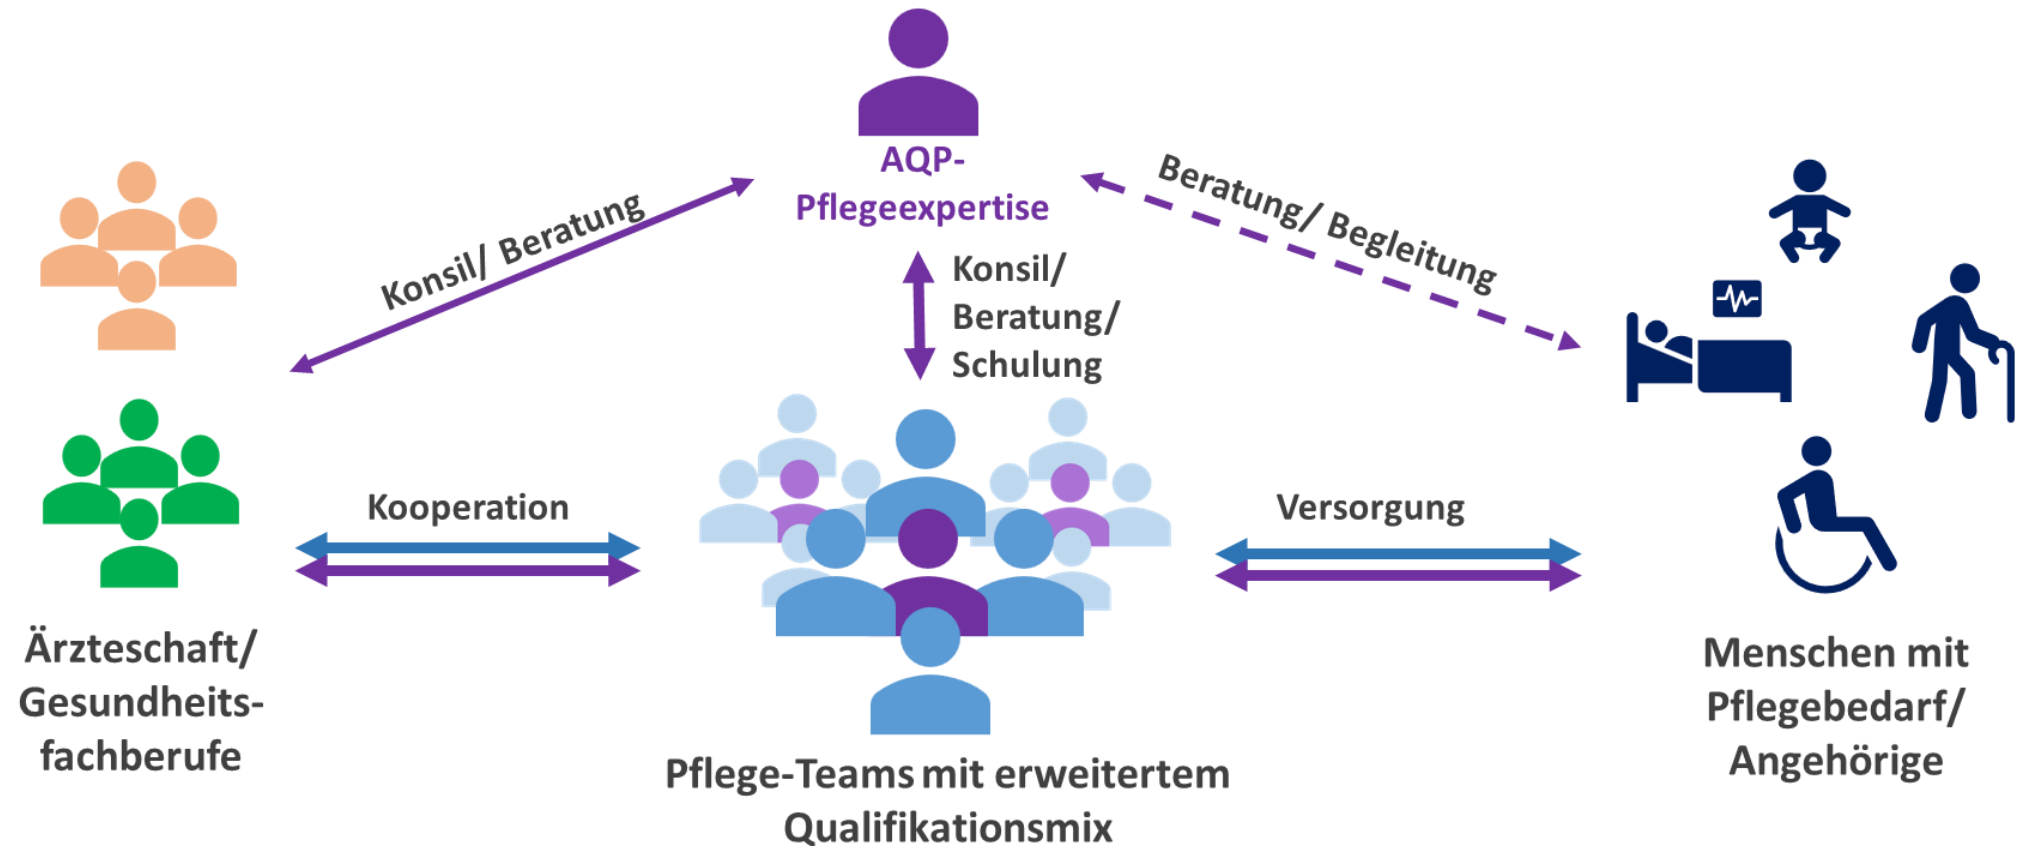 AQP-
Pflegeexpertise
Konsil/ Beratung
Beratung/ Begleitung
Konsil/
Beratung/
Schulung
Kooperation
Versorgung
Ärzteschaft/
Gesundheits-
fachberufe
Pflege-Teams mit erweitertem
Qualifikationsmix
Menschen mit
Pflegebedarf/
Angehörige